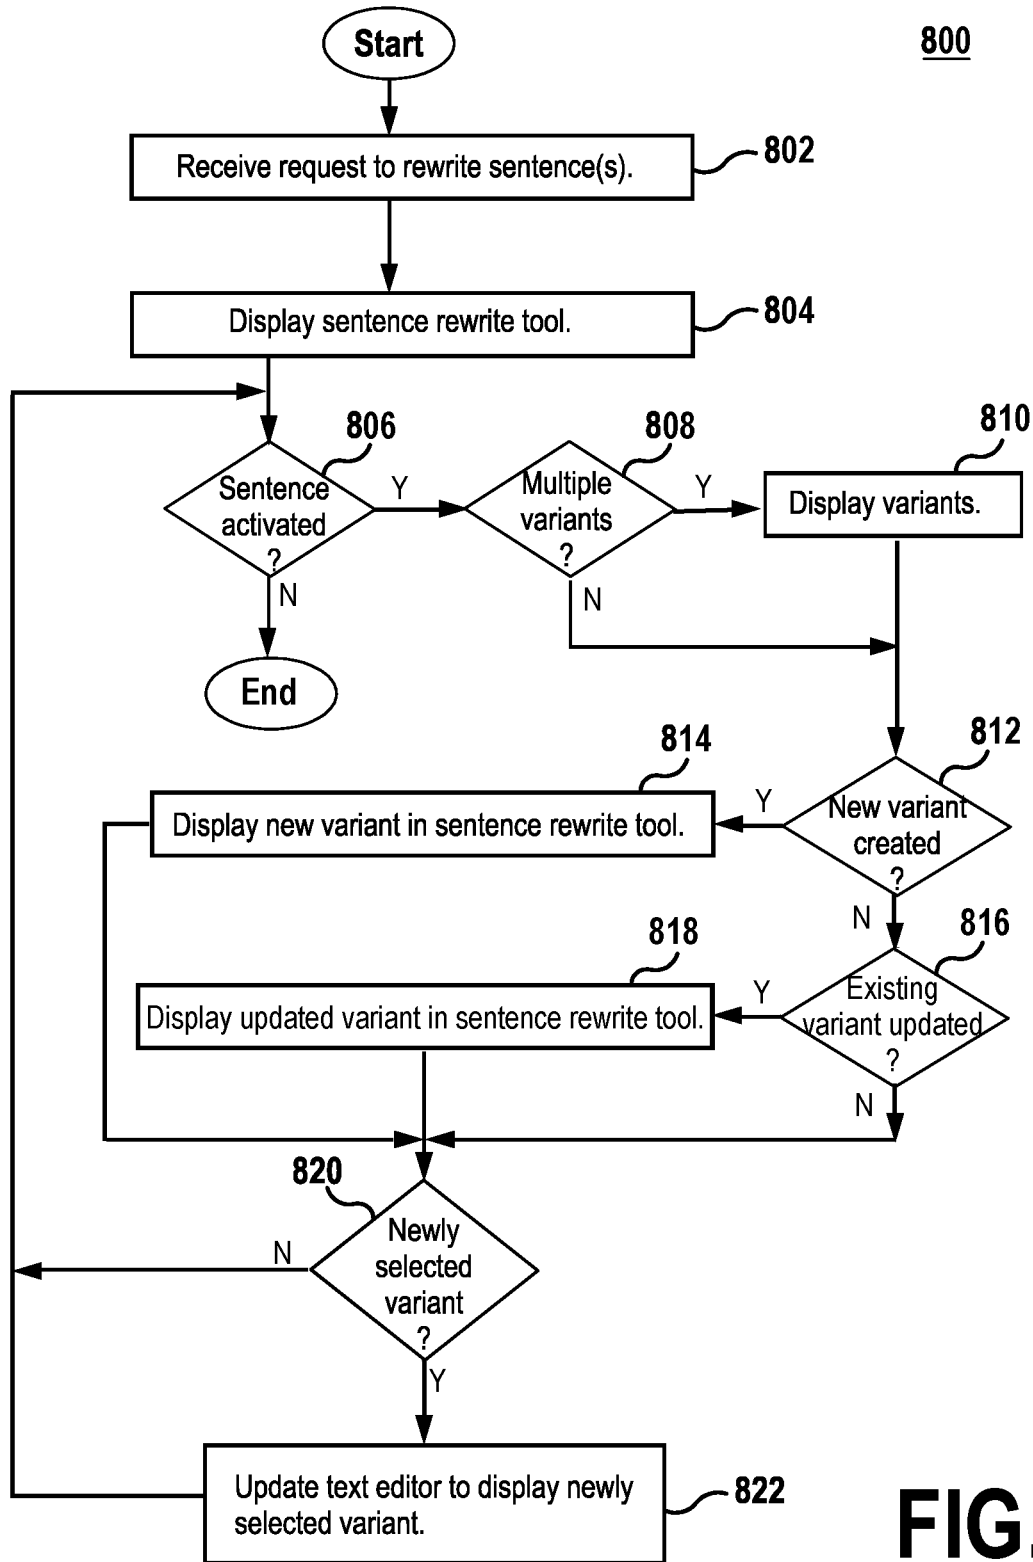 Start
800
Receive request to rewrite sentence(s).
802
Display sentence rewrite tool.
804
806
808
810
Sentence
activated
?
Y
Multiple
variants
?
Y
Display variants.
N
N
End
812
814
New variant
created
?
Y
Display new variant in sentence rewrite tool.
N
816
818
Existing
variant updated
?
Y
Display updated variant in sentence rewrite tool.
N
820
Newly
selected
variant
?
N
Y
Update text editor to display newly
selected variant.
822
FIG.